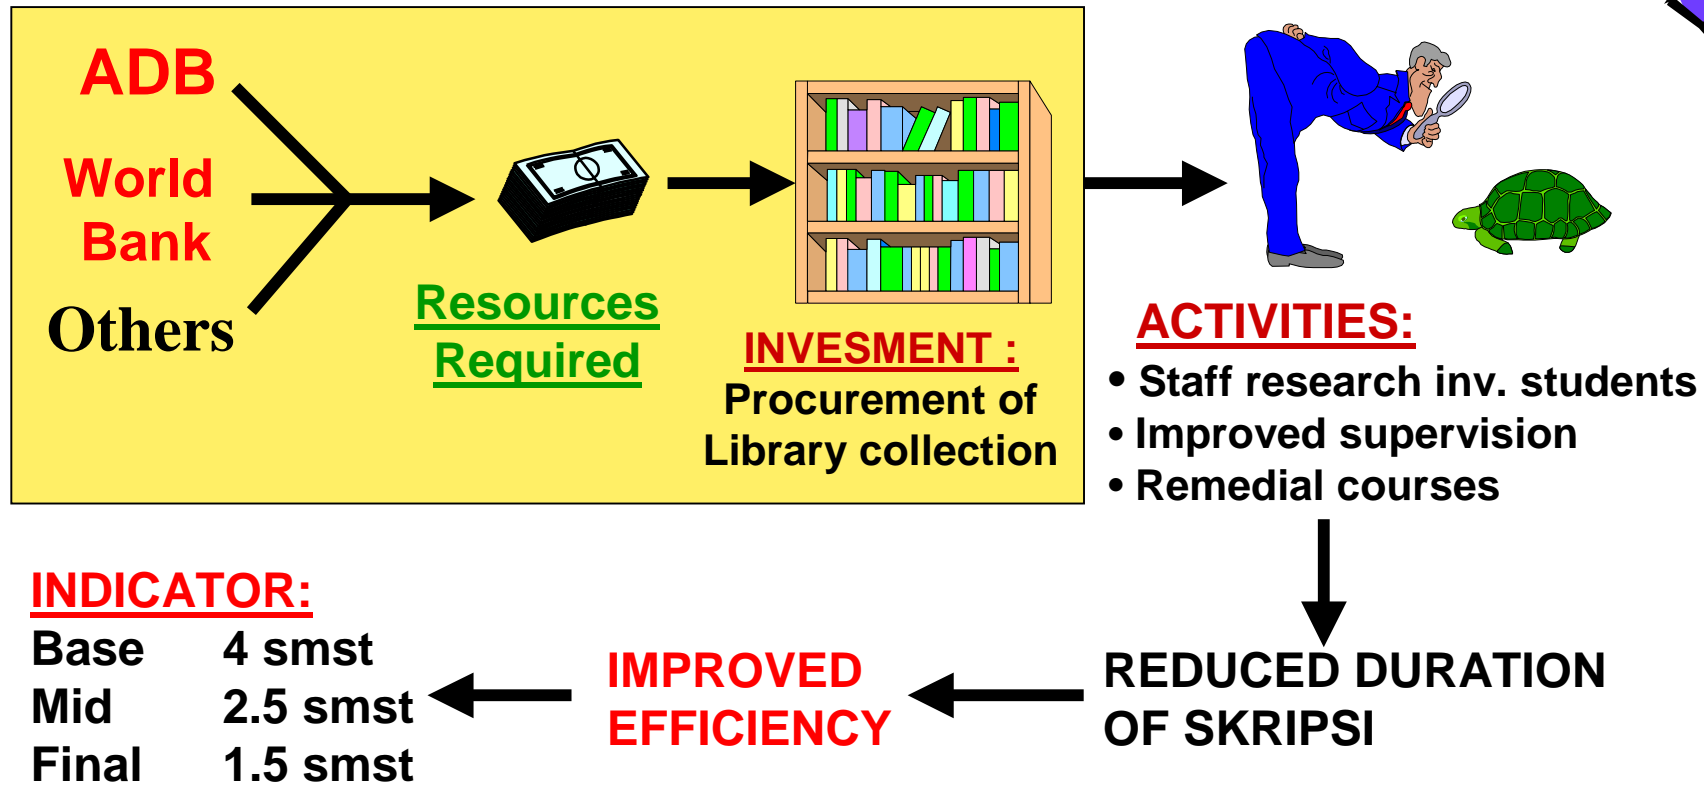 ADB
World
Bank
Others
Resources
Required
INVESMENT :
Procurement of
Library collection
ACTIVITIES:
• Staff research inv. students
• Improved supervision
• Remedial courses
REDUCED DURATION
OF SKRIPSI
IMPROVED
EFFICIENCY
INDICATOR:
Base 4 smst
Mid 2.5 smst
Final 1.5 smst